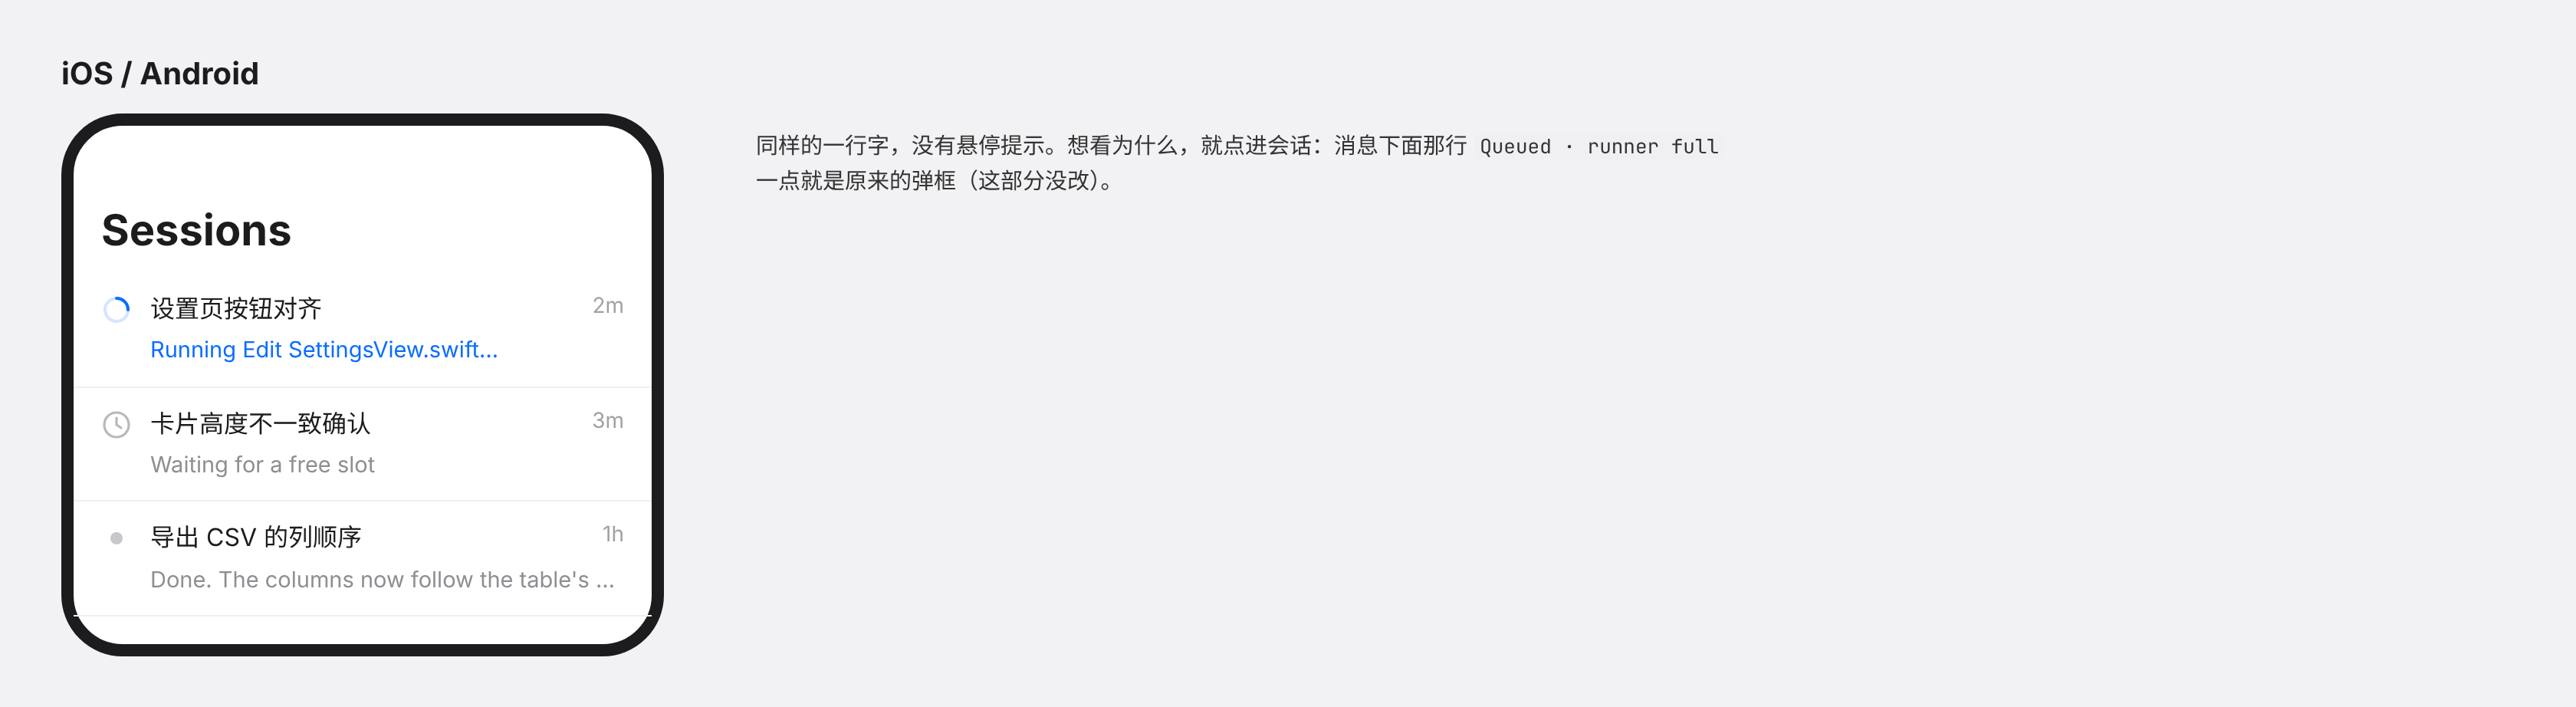 iOS / Android
Sessions
设置页按钮对齐
2m
Running Edit SettingsView.swift...
卡片高度不一致确认
3m
Waiting for a free slot
导出 CSV 的列顺序
1h
Done. The columns now follow the table's ...
同样的一行字，没有悬停提示。想看为什么，就点进会话：消息下面那行 Queued · runner full
一点就是原来的弹框（这部分没改）。